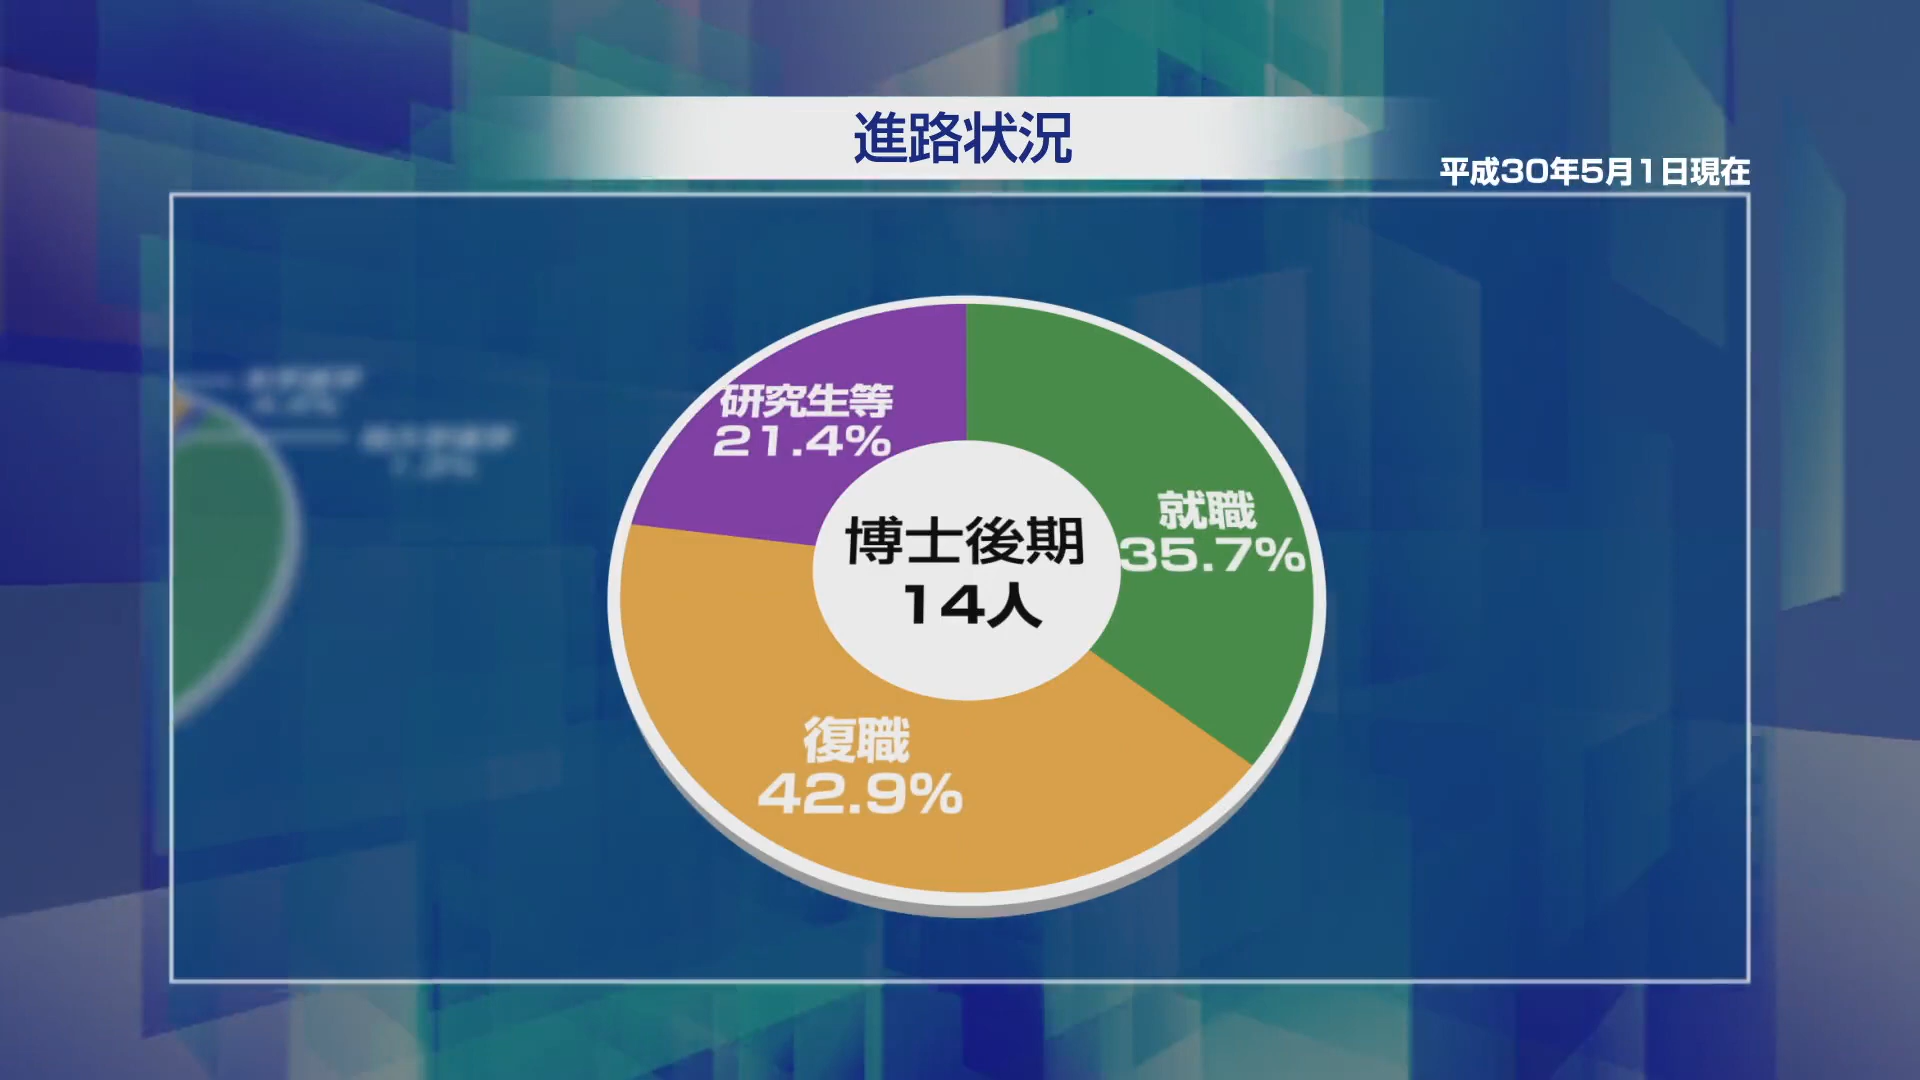 進路状況
平成30年5月1日現在
研究生等
21.4%
就職
35.7%
博士後期
14人
復職
42.9%